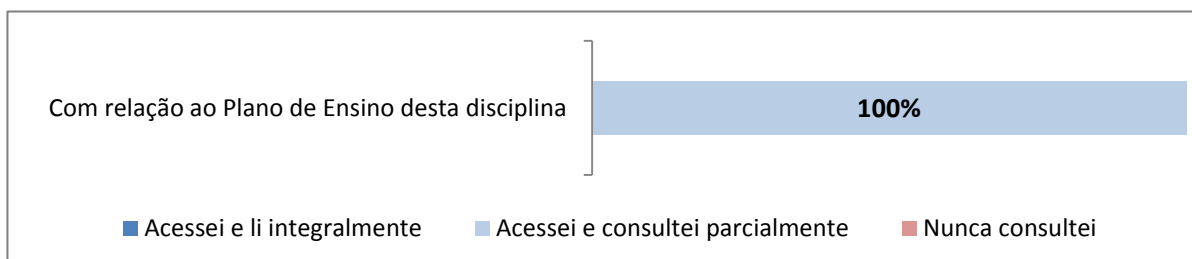 Com relação ao Plano de Ensino desta disciplina
100%
Acessei e li integralmente
Acessei e consultei parcialmente
Nunca consultei